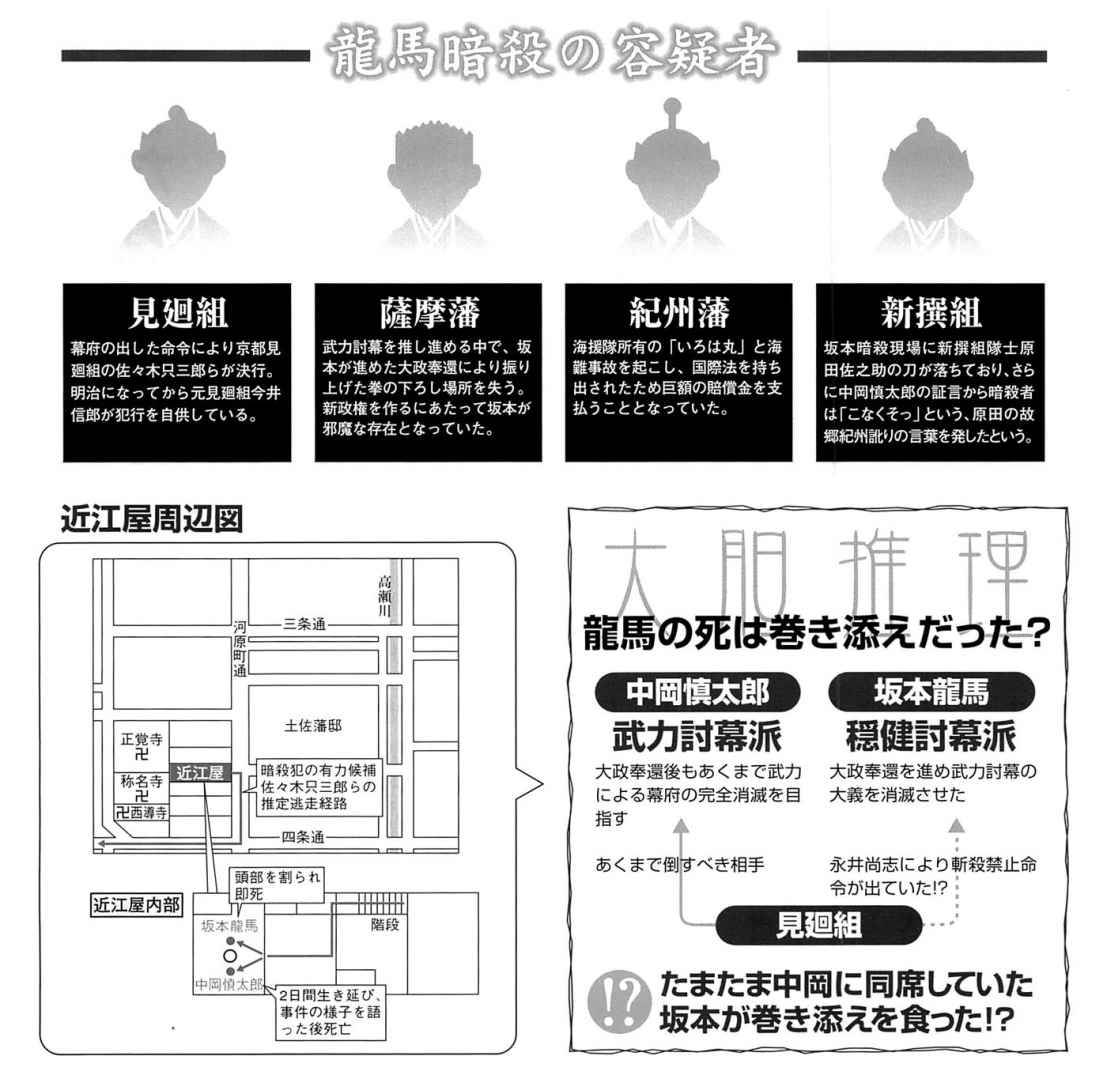 龍馬暗殺の容疑者
見廻組
幕府の出した命令により京都見
廻組の佐々木只三郎らが決行。
明治になってから元見廻組今井
信郎が犯行を自供している。
薩摩藩
武力討幕を推し進める中で、坂
本が進めた大政奉還により振り
上げた拳の下ろし場所を失う。
新政権を作るにあたって坂本が
邪魔な存在となっていた。
紀州藩
海援隊所有の「いろは丸」と海
難事故を起こし、国際法を持ち
出されたため巨額の賠償金を支
払うこととなっていた。
新撰組
坂本暗殺現場に新撰組隊士原
田佐之助の刀が落ちており、さら
に中岡慎太郎の証言から暗殺者
は「こなくそっ」という、原田の故
郷紀州訛りの言葉を発したという。
近江屋周辺図
高瀬川
三条通
河原町通
土佐藩邸
正覚寺
卍
近江屋
称名寺
卍
卍西導寺
暗殺犯の有力候補
佐々木只三郎らの
推定逃走経路
四条通
近江屋内部
頭部を割られ
即死
坂本龍馬
階段
中岡慎太郎
2日間生き延び、
事件の様子を語
った後死亡
大胆推理
龍馬の死は巻き添えだった?
中岡慎太郎
武力討幕派
大政奉還後もあくまで武力
による幕府の完全消滅を目
指す
あくまで倒すべき相手
坂本龍馬
穏健討幕派
大政奉還を進め武力討幕の
大義を消滅させた
永井尚志により斬殺禁止命
令が出ていた!?
見廻組
!?
たまたま中岡に同席していた
坂本が巻き添えを食った!?